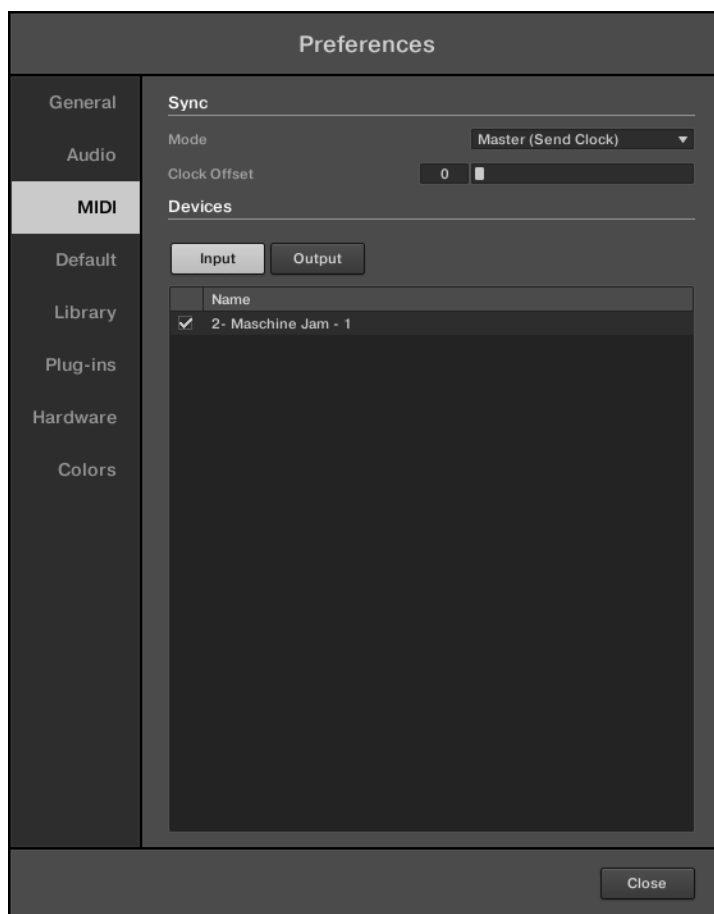 Preferences
General
Audio
MIDI
Default
Library
Plug-ins
Hardware
Colors
Sync
Mode
Master (Send Clock)
Clock Offset
0
Devices
Input
Output
Name
2- Maschine Jam - 1
Close